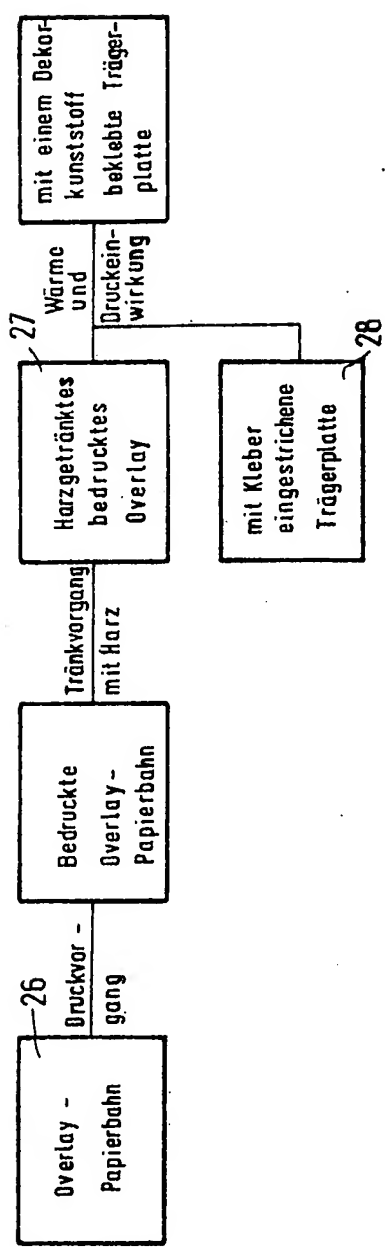 Overlay -
Papierbahn
26
Druckvor -
gang
Bedruckte
Overlay -
Papierbahn
Tränkvorgang
mit Harz
Harzgetränktes
bedrucktes
Overlay
27
Wärme
und
Druckein-
wirkung
mit Kleber
eingestrichene
Trägerplatte
28
mit einem Dekor-
kunststoff
beklebte Träger-
platte